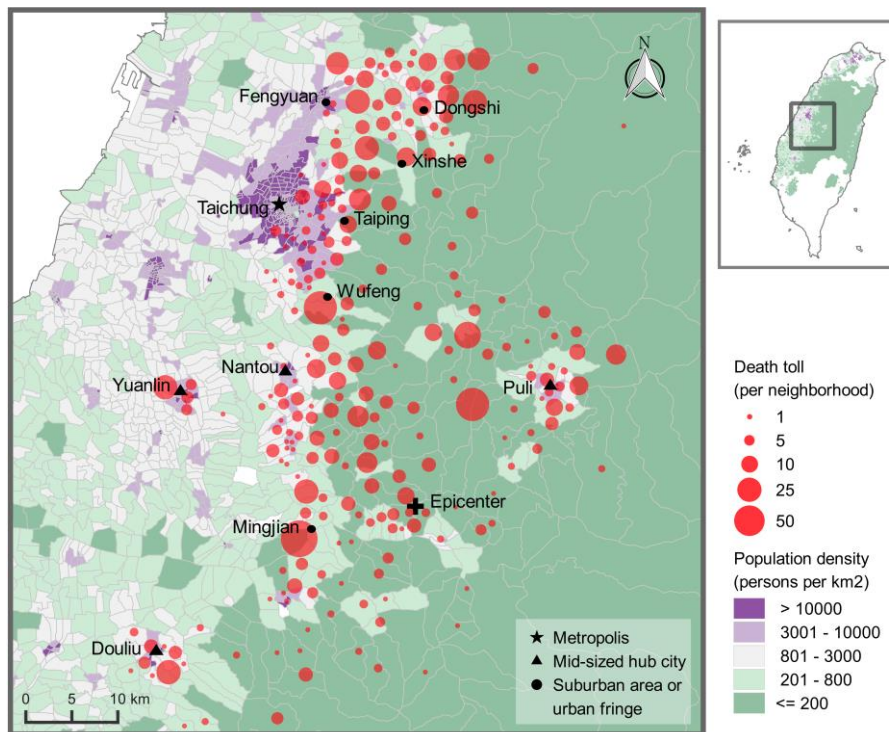 N
Fengyuan
Dongshi
Xinshe
Taichung
Taiping
Wufeng
Nantou
Yuanlin
Puli
Epicenter
Mingjian
Douliu
0 5 10 km
Metropolis
Mid-sized hub city
Suburban area or
urban fringe
Death toll
(per neighborhood)
1
5
10
25
50
Population density
(persons per km2)
> 10000
3001 - 10000
801 - 3000
201 - 800
<= 200